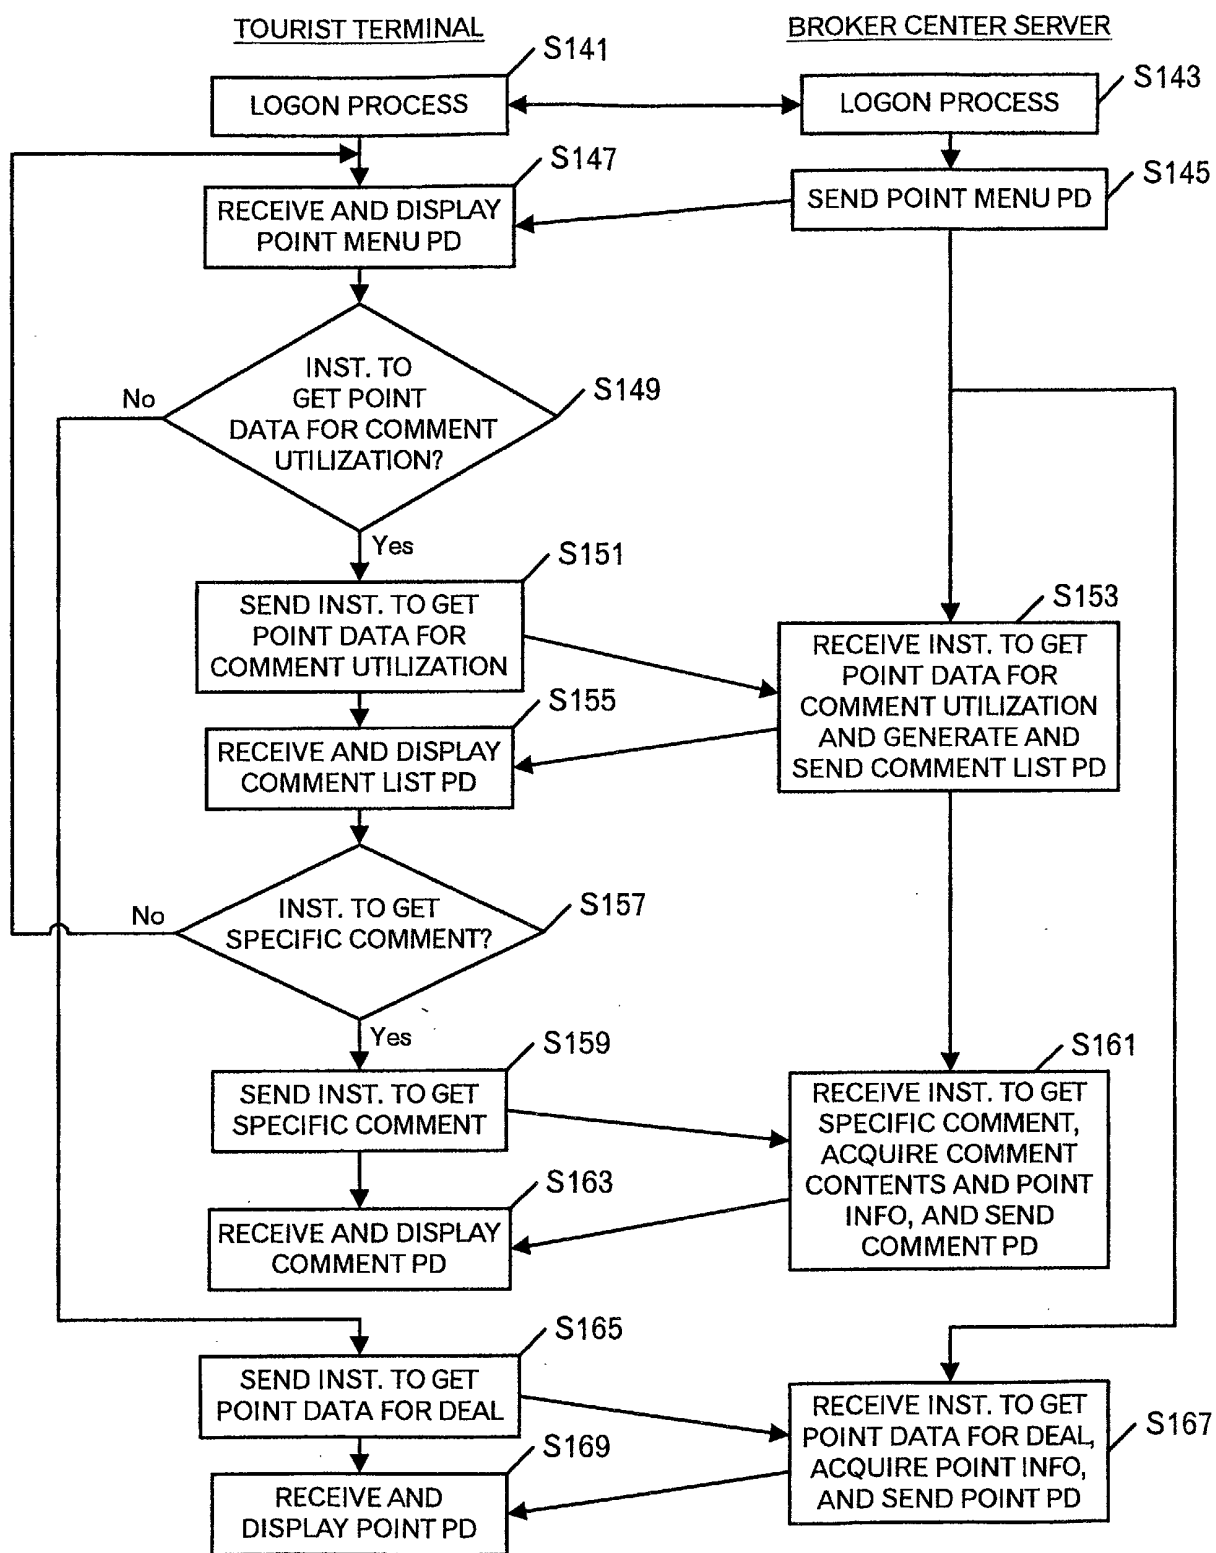 TOURIST TERMINAL
BROKER CENTER SERVER
S141
LOGON PROCESS
S143
LOGON PROCESS
S147
RECEIVE AND DISPLAY
POINT MENU PD
S145
SEND POINT MENU PD
S149
INST. TO
GET POINT
DATA FOR COMMENT
UTILIZATION?
No
Yes
S151
SEND INST. TO GET
POINT DATA FOR
COMMENT UTILIZATION
S153
RECEIVE INST. TO GET
POINT DATA FOR
COMMENT UTILIZATION
AND GENERATE AND
SEND COMMENT LIST PD
S155
RECEIVE AND DISPLAY
COMMENT LIST PD
S157
INST. TO GET
SPECIFIC COMMENT?
No
Yes
S159
SEND INST. TO GET
SPECIFIC COMMENT
S161
RECEIVE INST. TO GET
SPECIFIC COMMENT,
ACQUIRE COMMENT
CONTENTS AND POINT
INFO, AND SEND
COMMENT PD
S163
RECEIVE AND DISPLAY
COMMENT PD
S165
SEND INST. TO GET
POINT DATA FOR DEAL
S167
RECEIVE INST. TO GET
POINT DATA FOR DEAL,
ACQUIRE POINT INFO,
AND SEND POINT PD
S169
RECEIVE AND
DISPLAY POINT PD